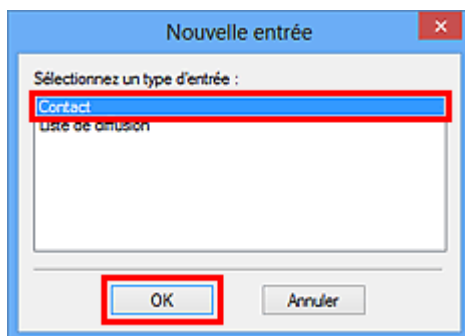 Nouvelle entrée
Sélectionnez un type d'entrée :
Contact
Liste de diffusion
OK
Annuler